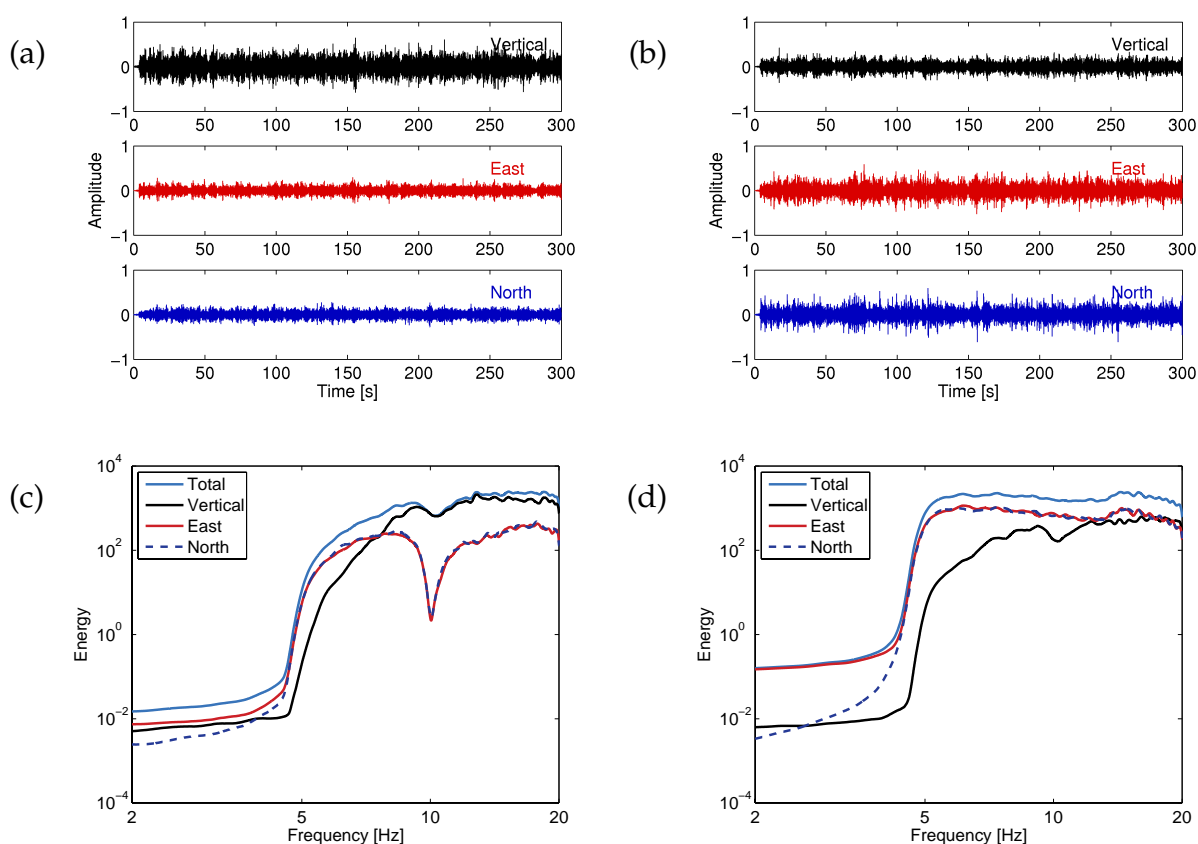 (a)
1
0
−1
Vertical
0 50 100 150 200 250 300
1
0
−1
East
0 50 100 150 200 250 300
1
0
−1
North
0 50 100 150 200 250 300
Amplitude
Time [s]
(b)
1
0
−1
Vertical
0 50 100 150 200 250 300
1
0
−1
East
0 50 100 150 200 250 300
1
0
−1
North
0 50 100 150 200 250 300
Amplitude
Time [s]
(c)
10^4
10^2
10^0
10^−2
10^−4
Energy
Total
Vertical
East
North
2 5 10 20
Frequency [Hz]
(d)
10^4
10^2
10^0
10^−2
10^−4
Energy
Total
Vertical
East
North
2 5 10 20
Frequency [Hz]